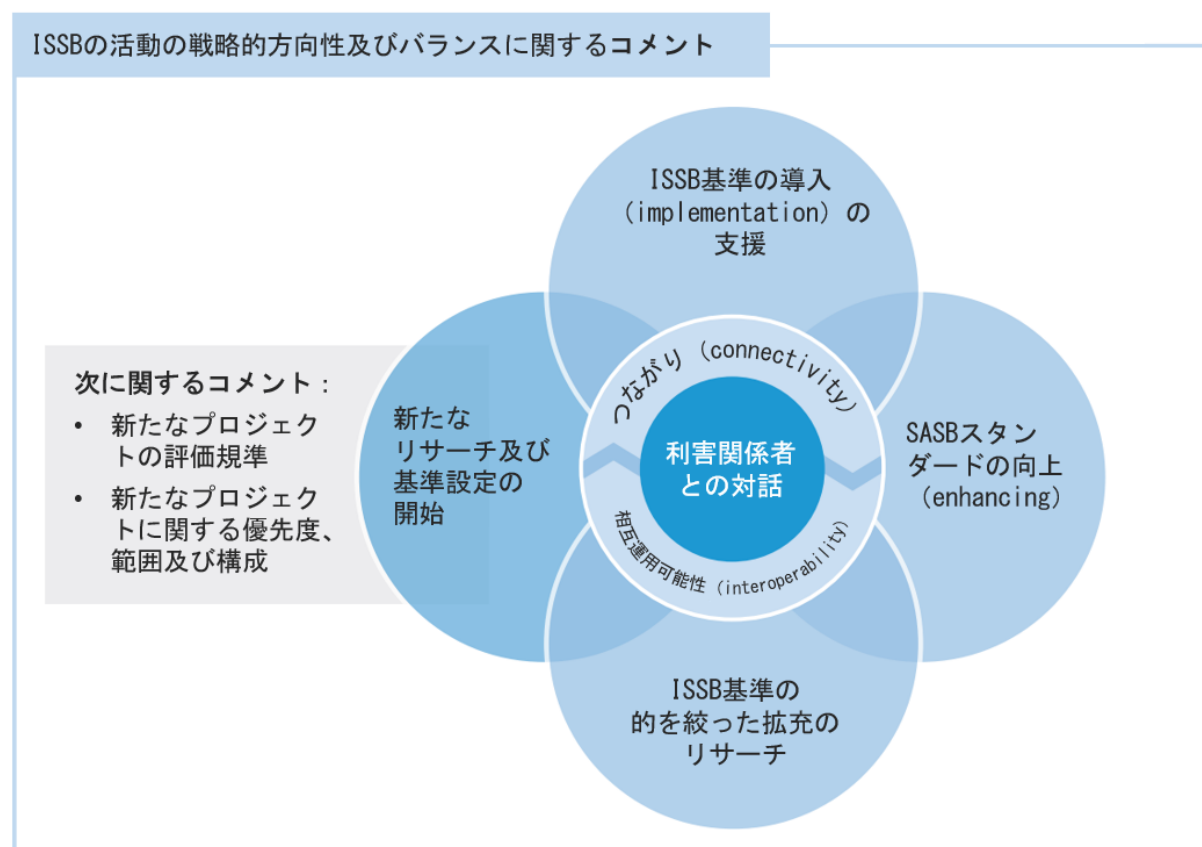 ISSBの活動の戦略的方向性及びバランスに関するコメント
ISSB基準の導入
（implementation）の
支援
次に関するコメント：
• 新たなプロジェク
トの評価規準
• 新たなプロジェク
トに関する優先度、
範囲及び構成
新たな
リサーチ及び
基準設定の
開始
つながり（connectivity）
利害関係者
との対話
相互運用可能性（interoperability）
SASBスタン
ダードの向上
（enhancing）
ISSB基準の
的を絞った拡充の
リサーチ